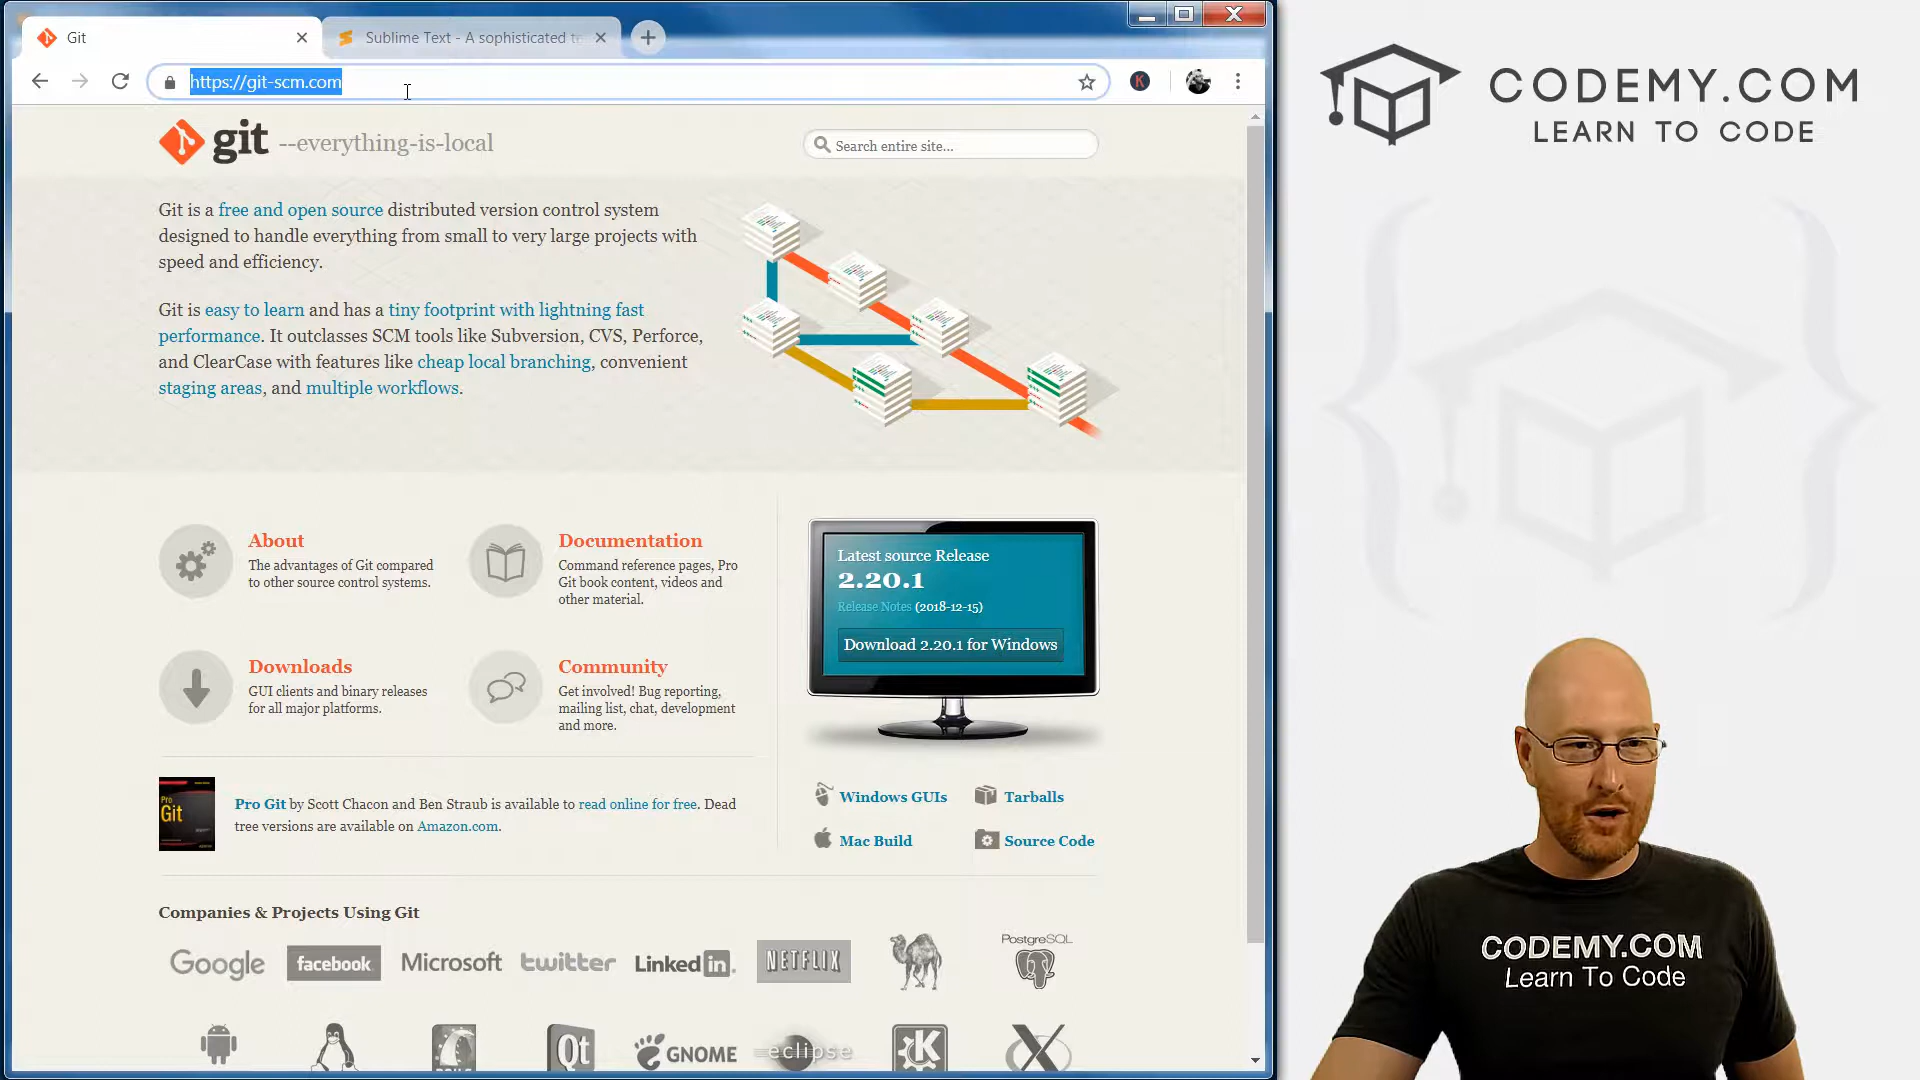 Git
Sublime Text - A sophisticated te
https://git-scm.com
git --everything-is-local
Search entire site...
Git is a free and open source distributed version control system
designed to handle everything from small to very large projects with
speed and efficiency.
Git is easy to learn and has a tiny footprint with lightning fast
performance. It outclasses SCM tools like Subversion, CVS, Perforce,
and ClearCase with features like cheap local branching, convenient
staging areas, and multiple workflows.
About
The advantages of Git compared
to other source control systems.
Documentation
Command reference pages, Pro
Git book content, videos and
other material.
Downloads
GUI clients and binary releases
for all major platforms.
Community
Get involved! Bug reporting,
mailing list, chat, development
and more.
Latest source Release
2.20.1
Release Notes (2018-12-15)
Download 2.20.1 for Windows
Windows GUIs
Tarballs
Mac Build
Source Code
Pro
Git
Pro Git by Scott Chacon and Ben Straub is available to read online for free. Dead
tree versions are available on Amazon.com.
Companies & Projects Using Git
Google
facebook
Microsoft
twitter
Linked in
NETFLIX
PostgreSQL
Qt
GNOME
eclipse
K
X
K
CODEMY.COM
LEARN TO CODE
CODEMY.COM
Learn To Code